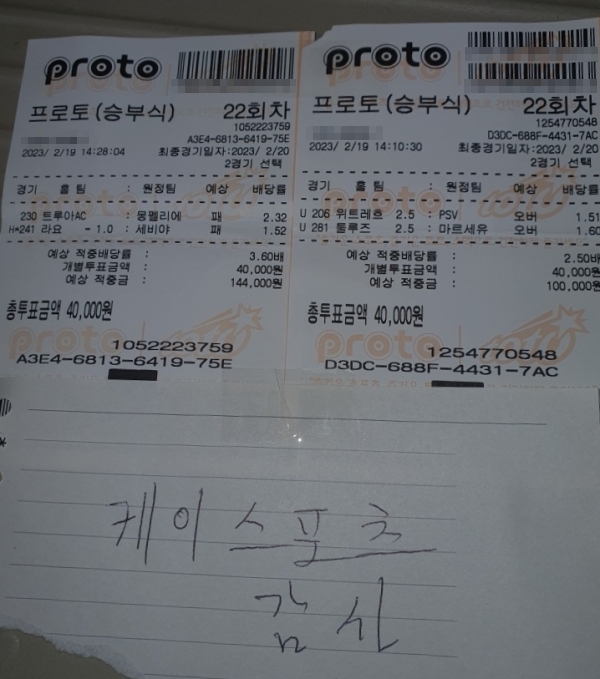 proto
프로토(승부식) 22회차
1052223759
A3E4-6813-6419-75E
2023/ 2/19 14:28:04 최종경기일자:2023/ 2/20
2경기 선택
경기 홈 팀 : 원정팀 예상 배당률
230 트루아AC : 몽펠리에 패 2.32
H*241 라요 - 1.0 : 세비야 패 1.52
예상 적중배당률 : 3.60배
개별투표금액 : 40,000원
예상 적중금 : 144,000원
총투표금액 40,000원
1052223759
A3E4-6813-6419-75E
proto
프로토(승부식) 22회차
1254770548
D3DC-688F-4431-7AC
2023/ 2/19 14:10:30 최종경기일자:2023/ 2/20
2경기 선택
경기 홈 팀 : 원정팀 예상 배당률
U 206 위트레흐 2.5 : PSV 오버 1.51
U 281 툴루즈 2.5 : 마르세유 오버 1.60
예상 적중배당률 : 2.50배
개별투표금액 : 40,000원
예상 적중금 : 100,000원
총투표금액 40,000원
1254770548
D3DC-688F-4431-7AC
케이스포츠
감사